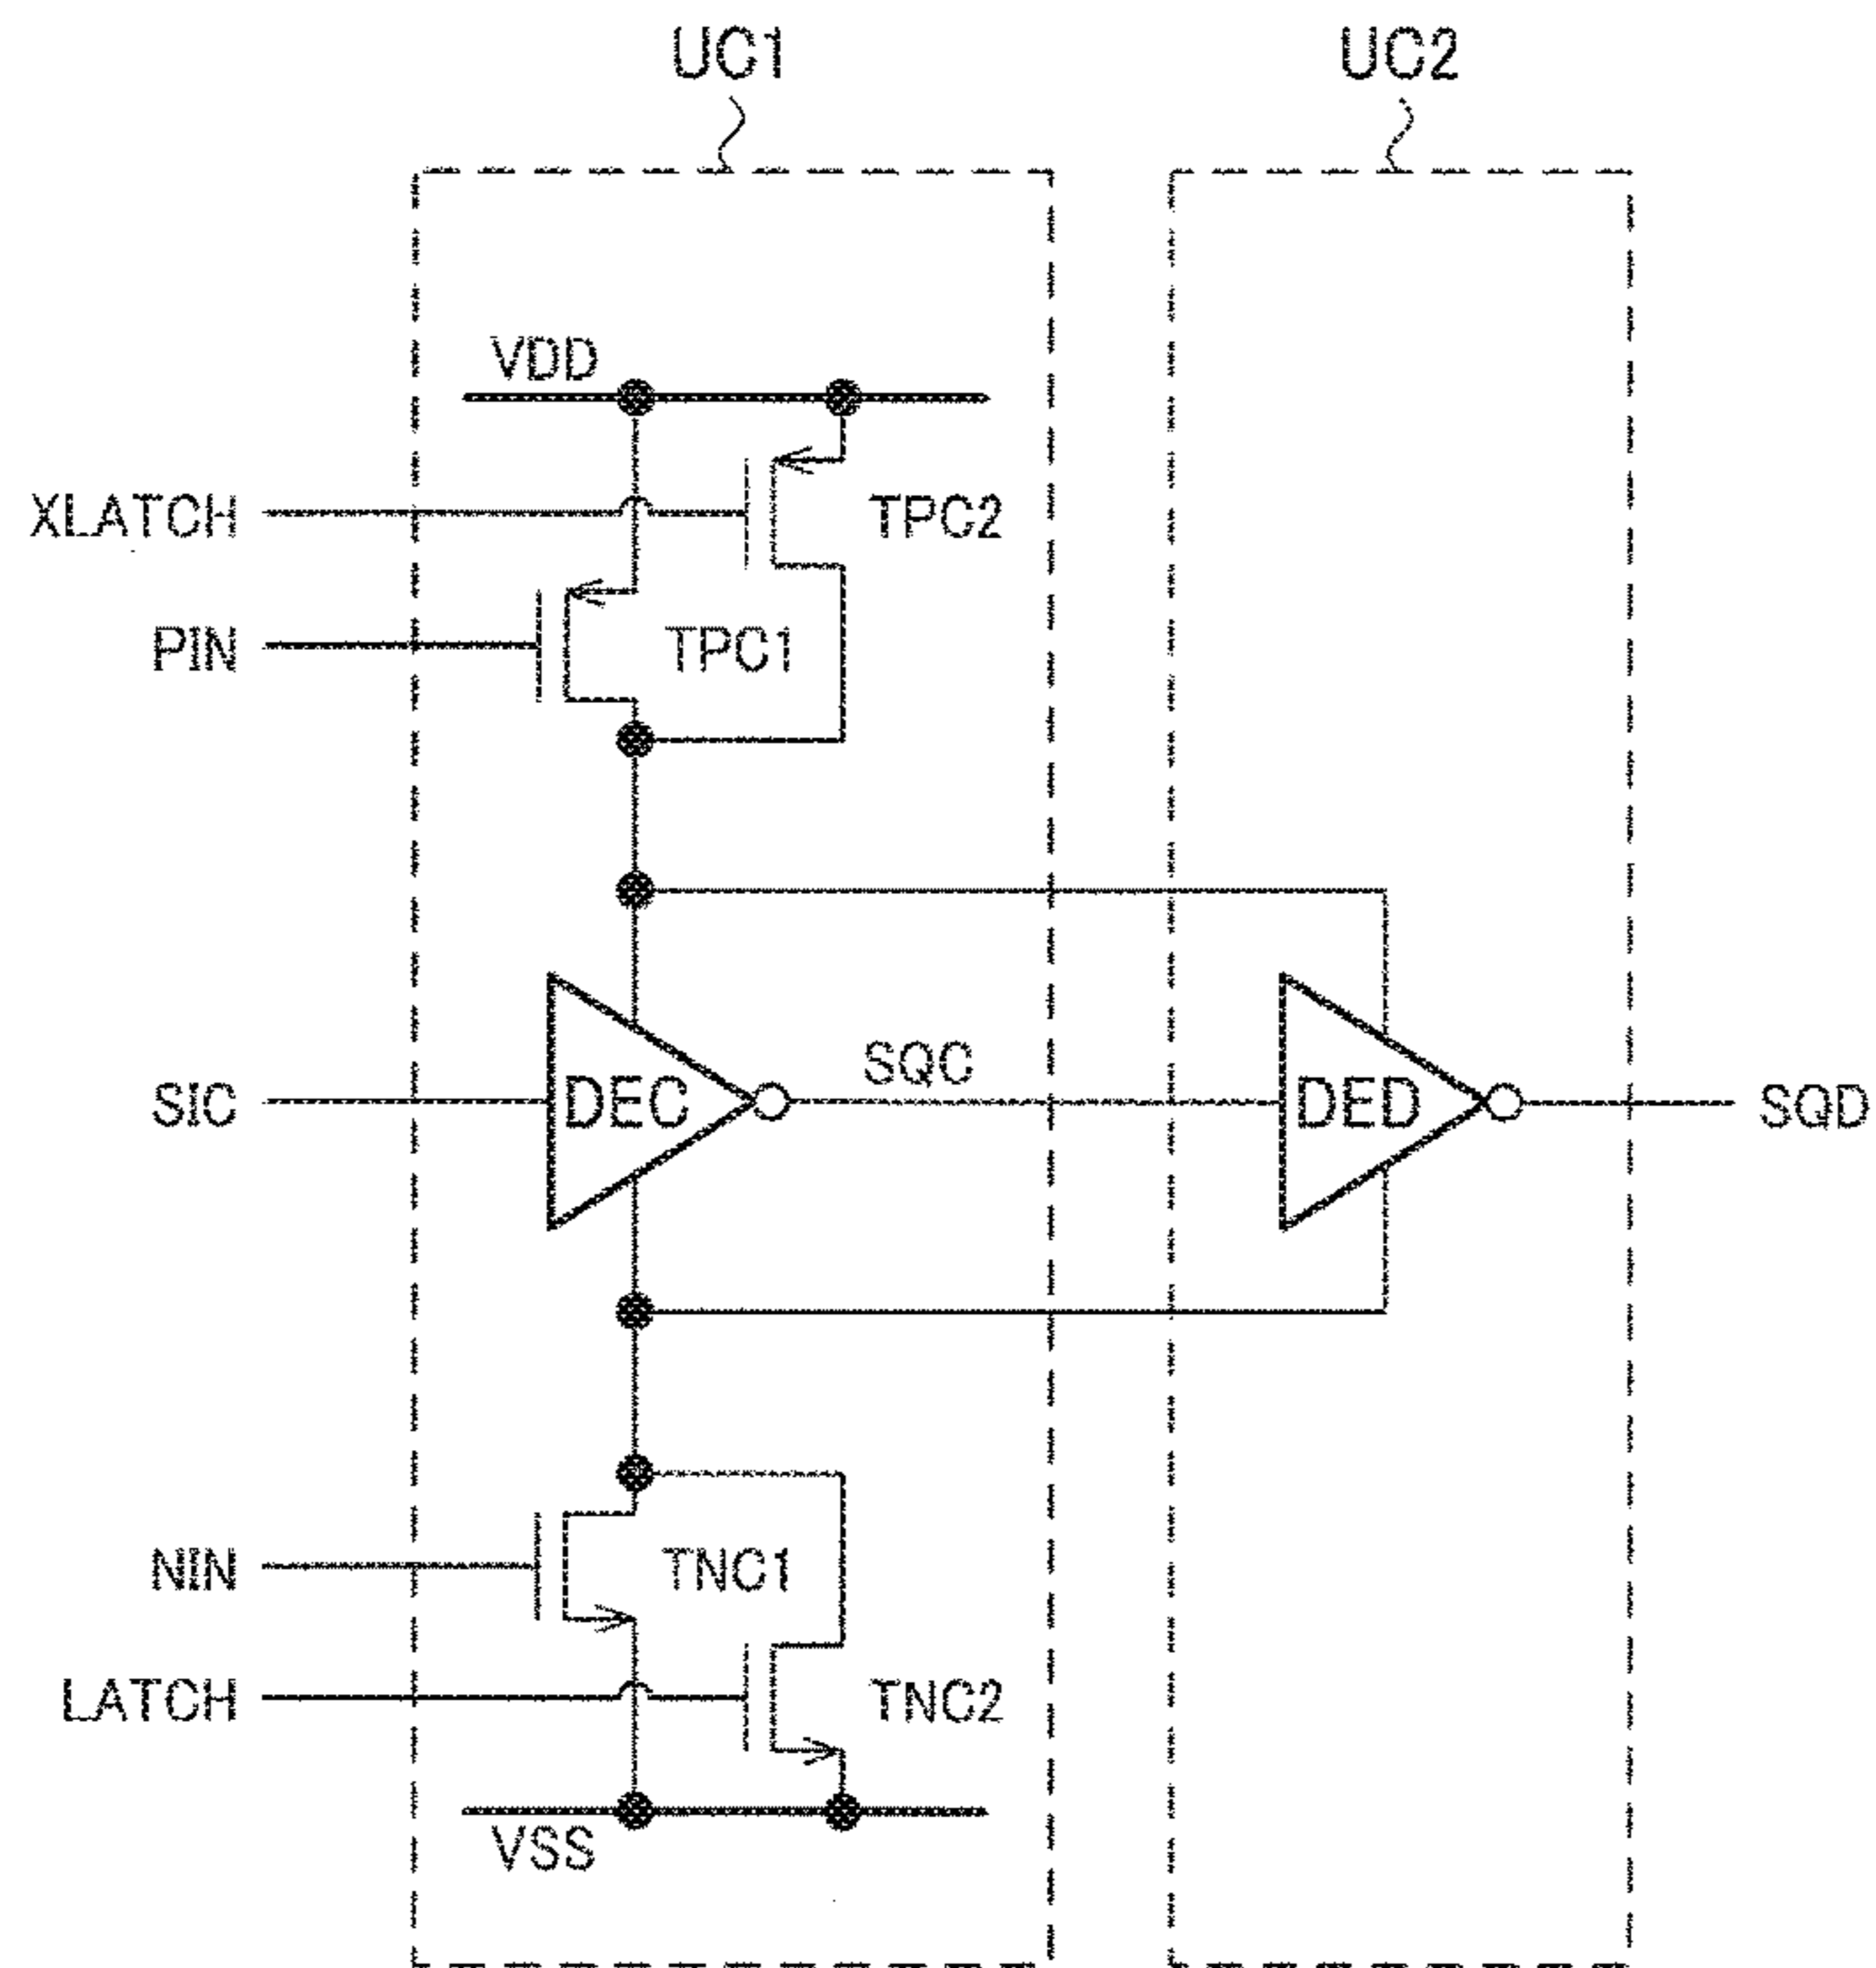 UC1 UC2
VDD
XLATCH TPC2
PIN TPC1
SIC DEC SQC DED SQD
NIN TNC1
LATCH TNC2
VSS